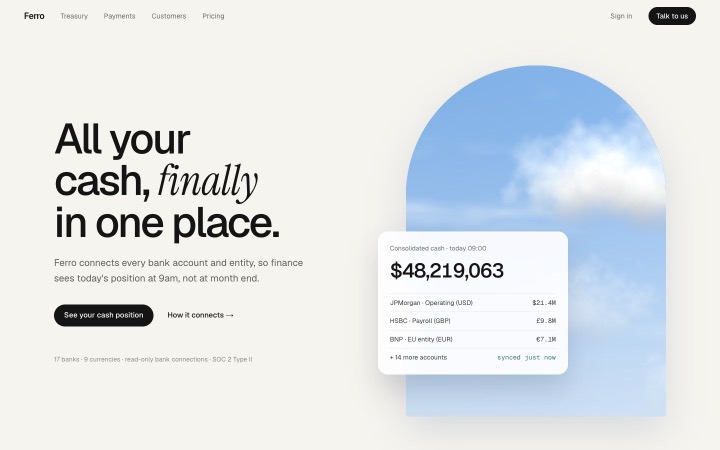 Ferro Treasury Payments Customers Pricing Sign in Talk to us
All your
cash, finally
in one place.
Ferro connects every bank account and entity, so finance
sees today's position at 9am, not at month end.
See your cash position How it connects →
17 banks · 9 currencies · read-only bank connections · SOC 2 Type II
Consolidated cash · today 09:00
$48,219,063
JPMorgan · Operating (USD) $21.4M
HSBC · Payroll (GBP) £9.8M
BNP · EU entity (EUR) €7.1M
+ 14 more accounts synced just now